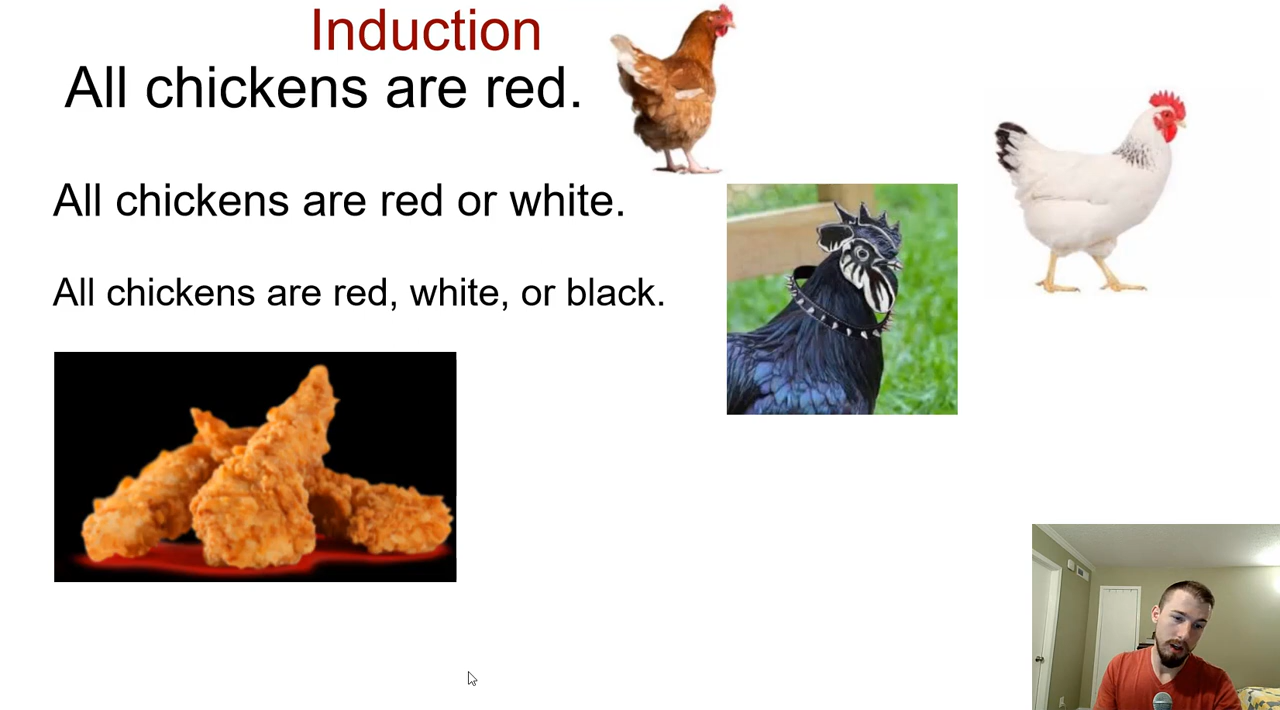 Induction
All chickens are red.
All chickens are red or white.
All chickens are red, white, or black.